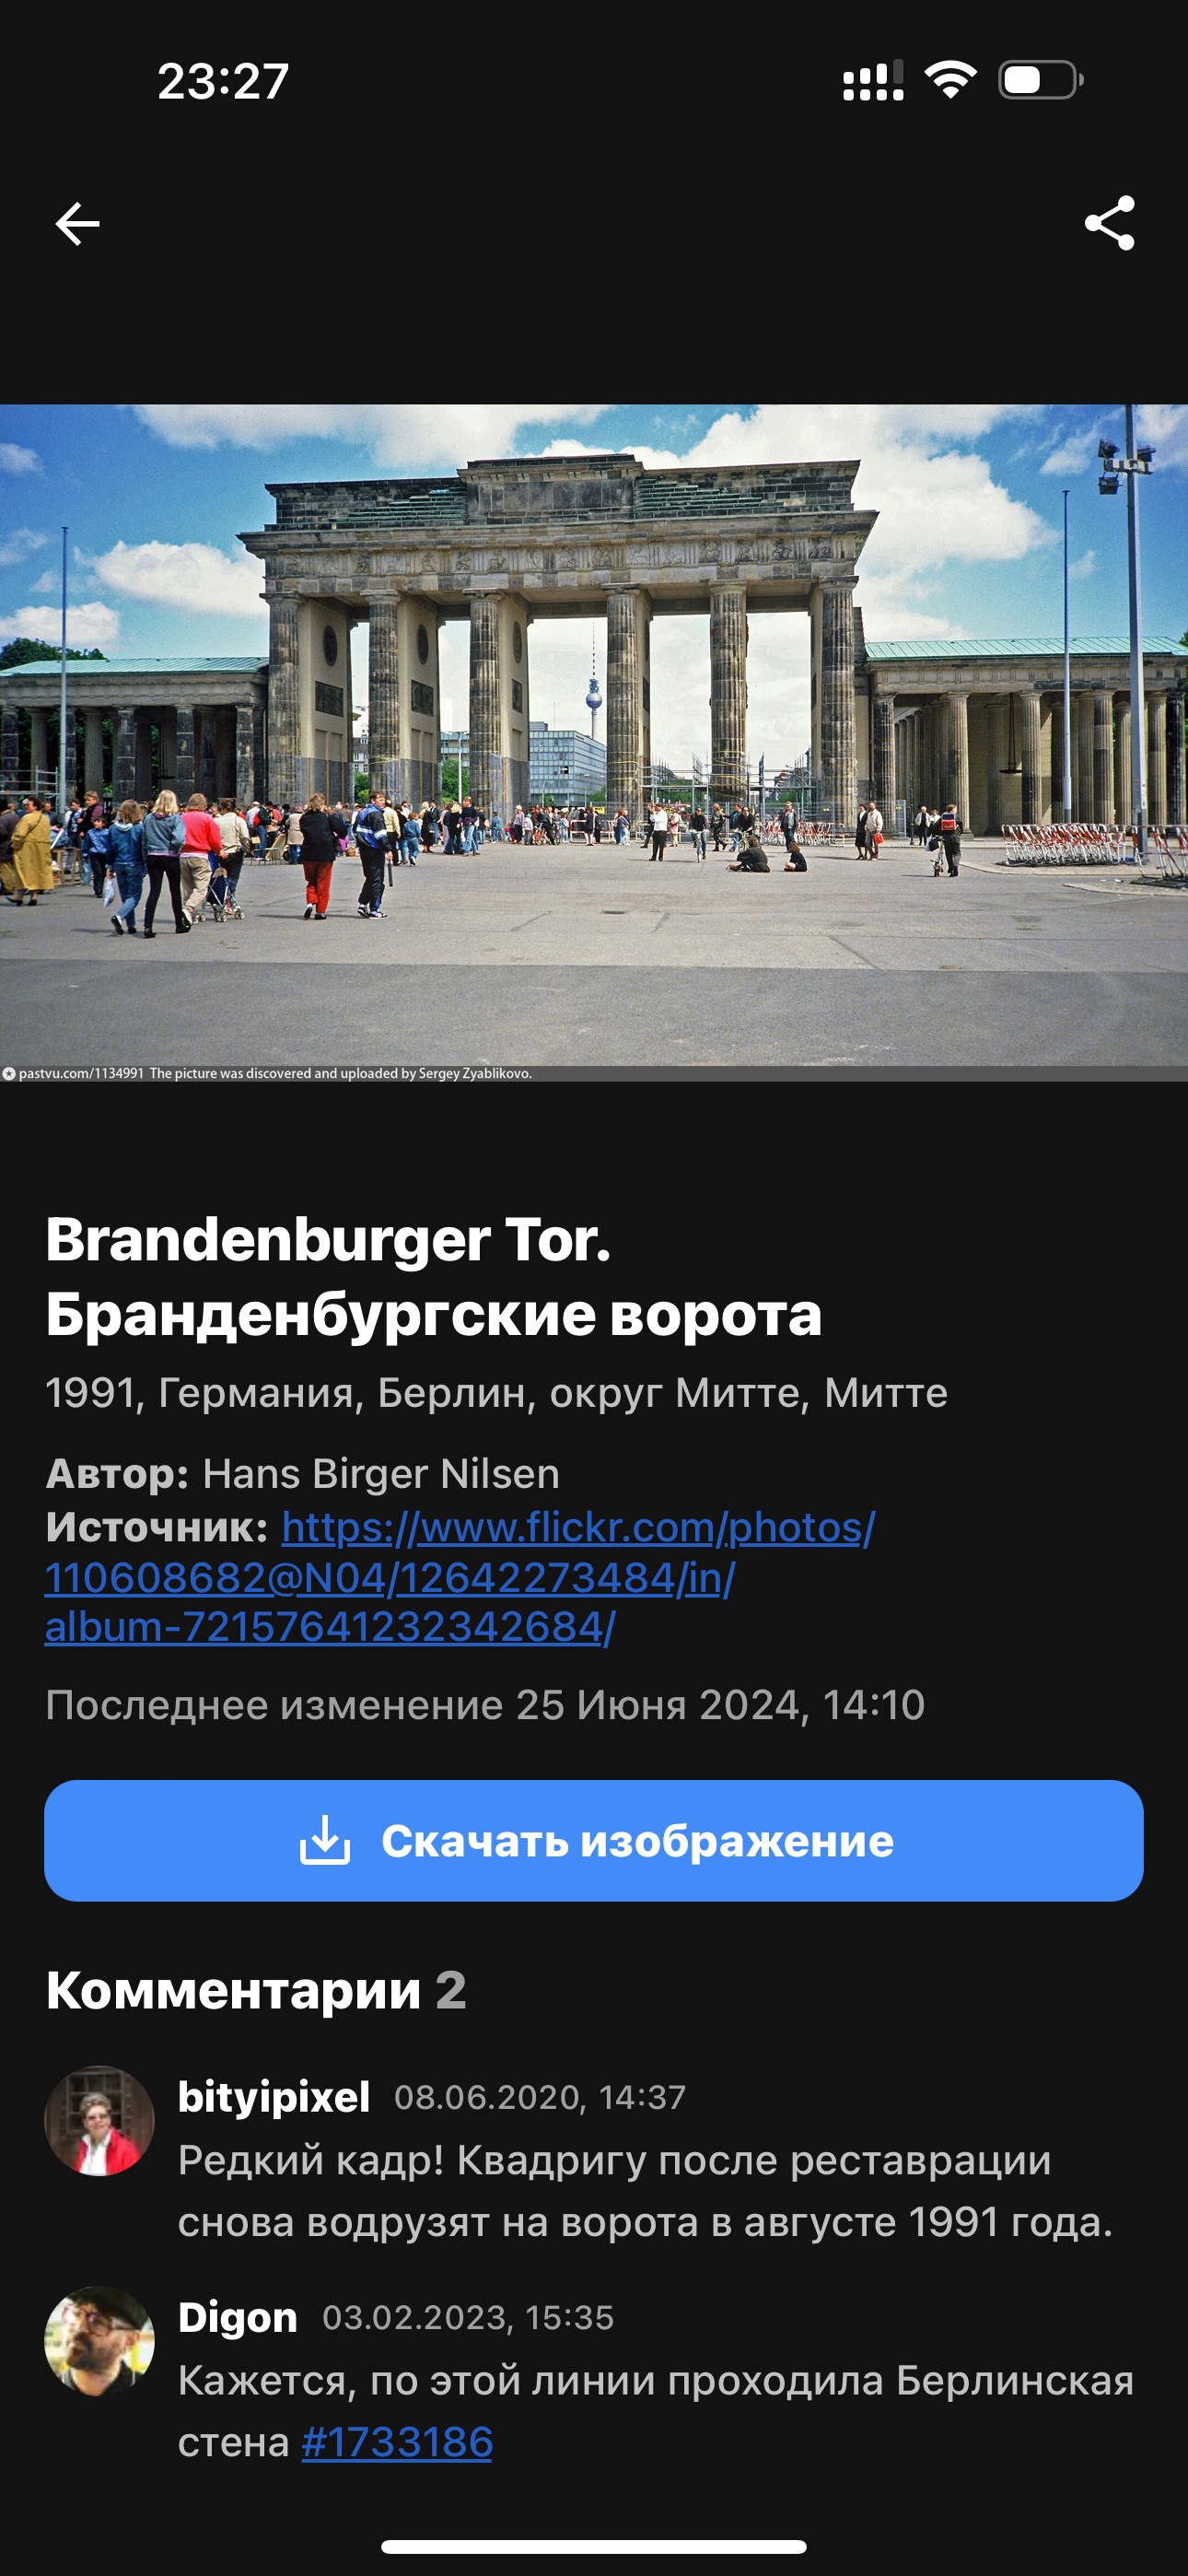 23:27
pastvu.com/1134991 The picture was discovered and uploaded by Sergey Zyablikovo.
Brandenburger Tor.
Бранденбургские ворота
1991, Германия, Берлин, округ Митте, Митте
Автор: Hans Birger Nilsen
Источник: https://www.flickr.com/photos/
110608682@N04/12642273484/in/
album-72157641232342684/
Последнее изменение 25 Июня 2024, 14:10
Скачать изображение
Комментарии 2
bityipixel 08.06.2020, 14:37
Редкий кадр! Квадригу после реставрации
снова водрузят на ворота в августе 1991 года.
Digon 03.02.2023, 15:35
Кажется, по этой линии проходила Берлинская
стена #1733186